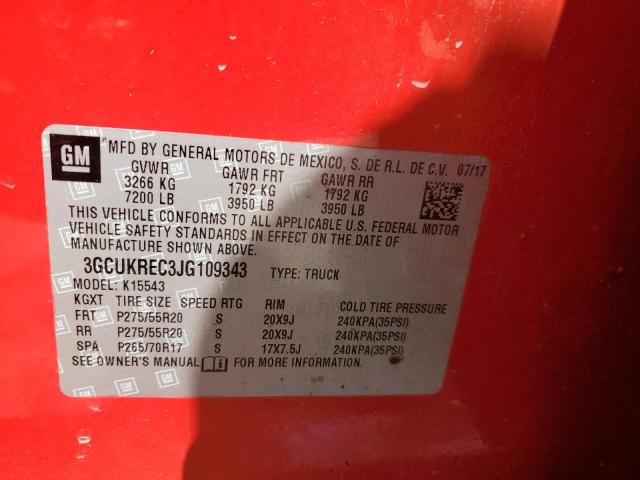 GM MFD BY GENERAL MOTORS DE MEXICO, S. DE R.L. DE C.V. 07/17
GVWR GAWR FRT GAWR RR
3266 KG 1792 KG 1792 KG
7200 LB 3950 LB 3950 LB
THIS VEHICLE CONFORMS TO ALL APPLICABLE U.S. FEDERAL MOTOR
VEHICLE SAFETY STANDARDS IN EFFECT ON THE DATE OF
MANUFACTURE SHOWN ABOVE.
3GCUKREC3JG109343 TYPE: TRUCK
MODEL: K15543
KGXT TIRE SIZE SPEED RTG RIM COLD TIRE PRESSURE
FRT P275/55R20 S 20X9J 240KPA(35PSI)
RR P275/55R20 S 20X9J 240KPA(35PSI)
SPA P265/70R17 S 17X7.5J 240KPA(35PSI)
SEE OWNER'S MANUAL FOR MORE INFORMATION.